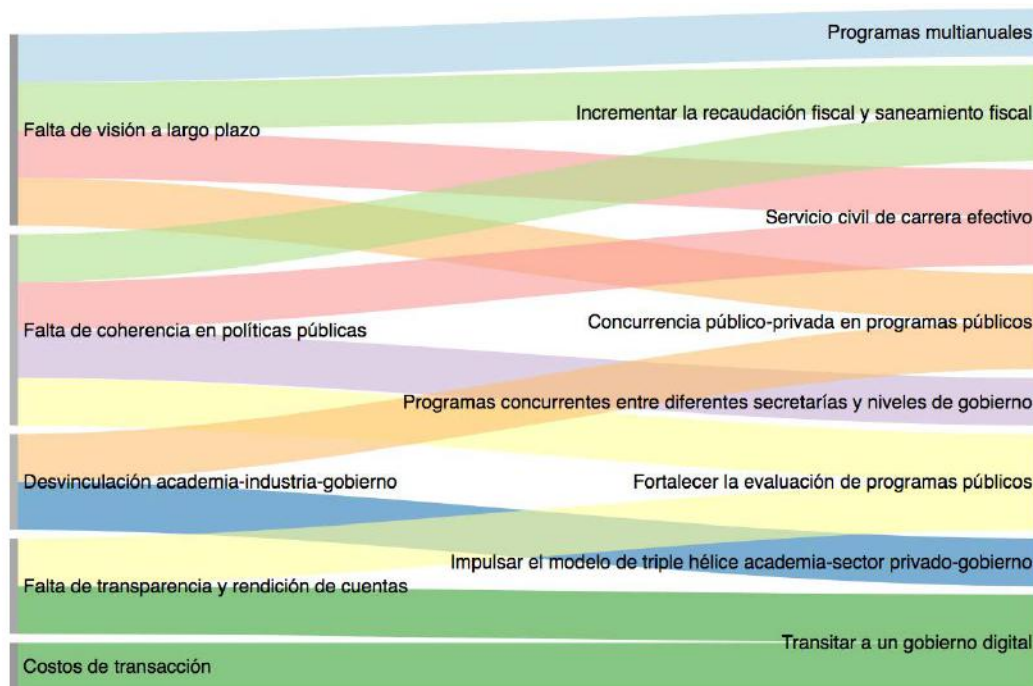 Programas multianuales
Incrementar la recaudación fiscal y saneamiento fiscal
Falta de visión a largo plazo
Servicio civil de carrera efectivo
Concurrencia público-privada en programas públicos
Falta de coherencia en políticas públicas
Programas concurrentes entre diferentes secretarías y niveles de gobierno
Desvinculación academia-industria-gobierno
Fortalecer la evaluación de programas públicos
Impulsar el modelo de triple hélice academia-sector privado-gobierno
Falta de transparencia y rendición de cuentas
Transitar a un gobierno digital
Costos de transacción